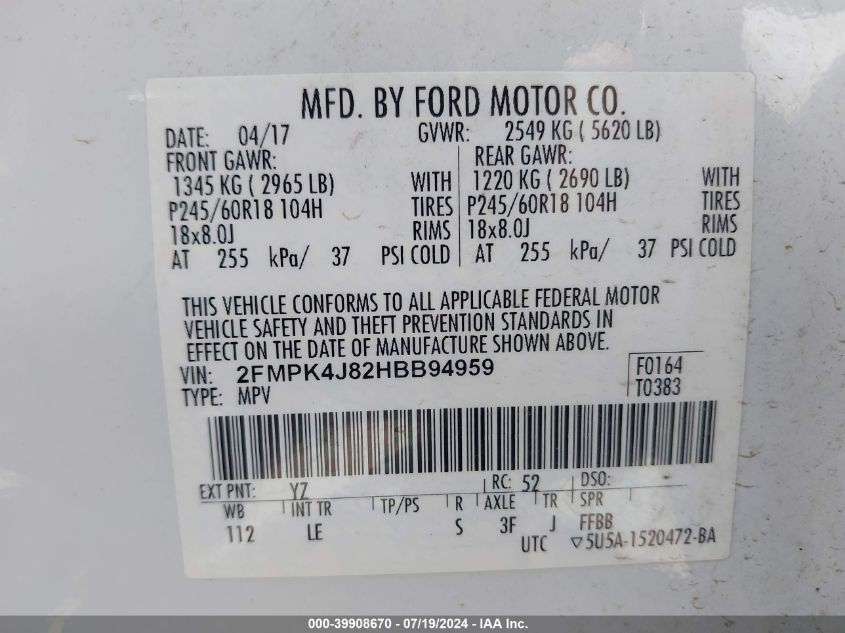 MFD. BY FORD MOTOR CO.
DATE: 04/17 GVWR: 2549 KG ( 5620 LB)
FRONT GAWR: REAR GAWR:
1345 KG ( 2965 LB) WITH 1220 KG ( 2690 LB) WITH
P245/60R18 104H TIRES P245/60R18 104H TIRES
18x8.0J RIMS 18x8.0J RIMS
AT 255 kPa/ 37 PSI COLD AT 255 kPa/ 37 PSI COLD
THIS VEHICLE CONFORMS TO ALL APPLICABLE FEDERAL MOTOR
VEHICLE SAFETY AND THEFT PREVENTION STANDARDS IN
EFFECT ON THE DATE OF MANUFACTURE SHOWN ABOVE.
VIN: 2FMPK4J82HBB94959 F0164
TYPE: MPV T0383
EXT PNT: YZ RC: 52 DSO:
WB INT TR TP/PS R AXLE TR SPR
112 LE S 3F J FFBB
UTC ▽5U5A-1520472-BA
000-39908670 - 07/19/2024 - IAA Inc.